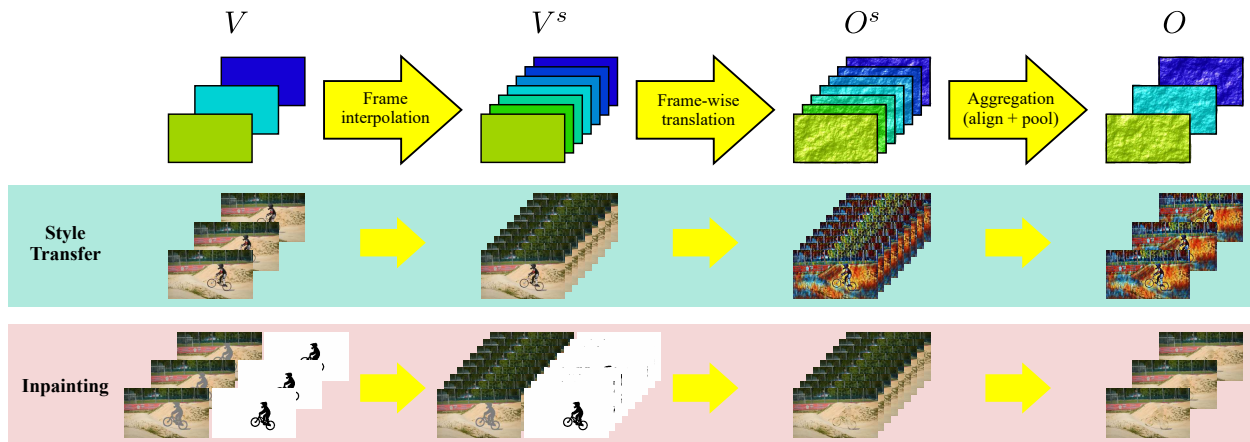 V V^s O^s O
Frame
interpolation
Frame-wise
translation
Aggregation
(align + pool)
Style
Transfer
Inpainting